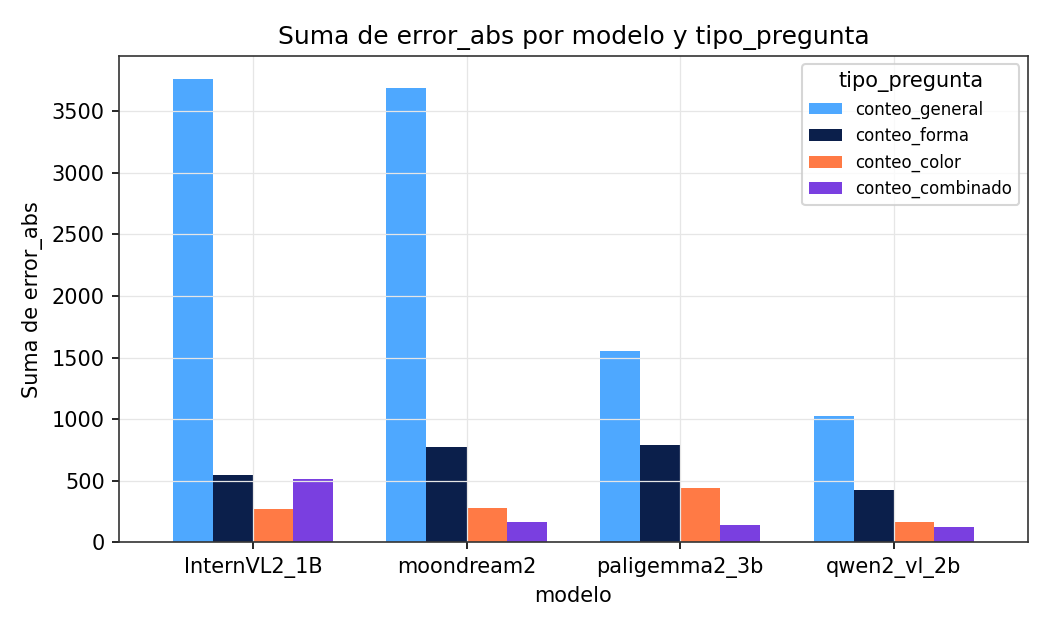 Suma de error_abs por modelo y tipo_pregunta
tipo_pregunta
conteo_general
conteo_forma
conteo_color
conteo_combinado
Suma de error_abs
3500
3000
2500
2000
1500
1000
500
0
InternVL2_1B
moondream2
paligemma2_3b
qwen2_vl_2b
modelo